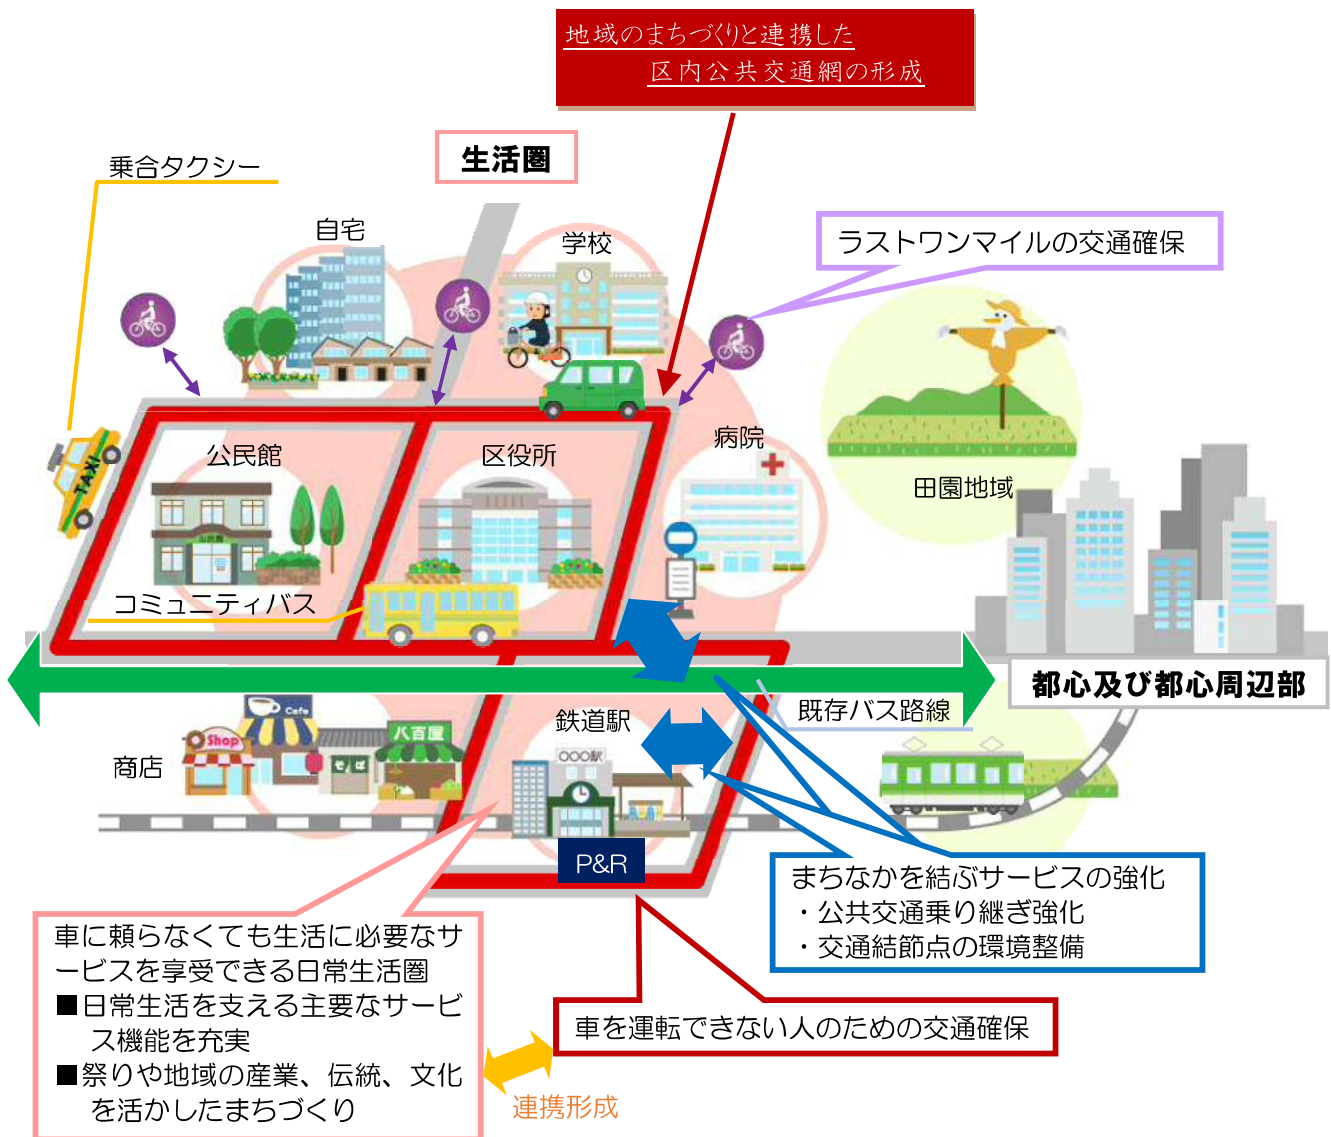 地域のまちづくりと連携した
区内公共交通網の形成
生活圏
乗合タクシー
自宅
学校
ラストワンマイルの交通確保
公民館
区役所
病院
田園地域
TAXI
公民館
コミュニティバス
都心及び都心周辺部
既存バス路線
鉄道駅
商店
Shop
Cafe
そば
八百屋
〇〇〇駅
P&R
まちなかを結ぶサービスの強化
・公共交通乗り継ぎ強化
・交通結節点の環境整備
車に頼らなくても生活に必要なサ
ービスを享受できる日常生活圏
■日常生活を支える主要なサービ
ス機能を充実
■祭りや地域の産業、伝統、文化
を活かしたまちづくり
車を運転できない人のための交通確保
連携形成